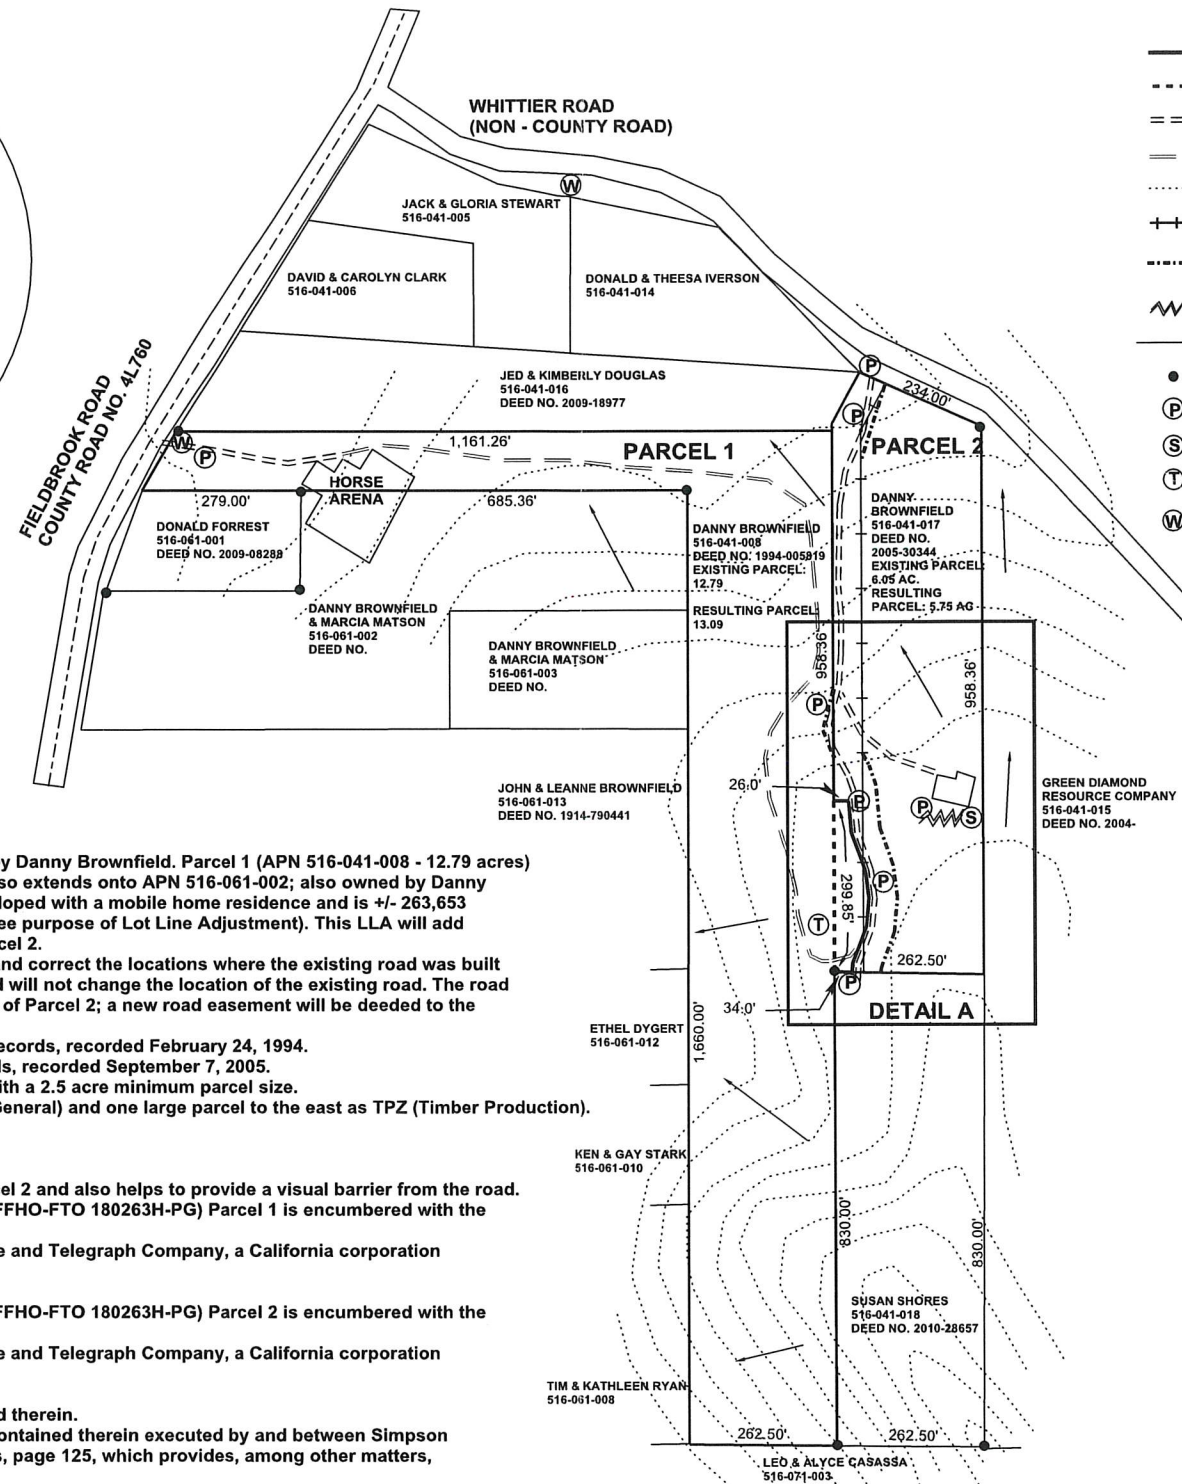 WHITTIER ROAD
(NON - COUNTY ROAD)
W
JACK & GLORIA STEWART
516-041-005
DAVID & CAROLYN CLARK
516-041-006
DONALD & THEESA IVERSON
516-041-014
FIELDBROOK ROAD
COUNTY ROAD NO. 4L760
JED & KIMBERLY DOUGLAS
516-041-016
DEED NO. 2009-18977
P
234.00'
P
P
S
T
W
W
P
1,161.26'
PARCEL 1
PARCEL 2
HORSE
ARENA
279.00'
685.36'
DONALD FORREST
516-061-001
DEED NO. 2009-08288
DANNY BROWNFIELD
516-041-008
DEED NO. 1994-005819
EXISTING PARCEL:
12.79
RESULTING PARCEL:
13.09
DANNY
BROWNFIELD
516-041-017
DEED NO.
2005-30344
EXISTING PARCEL:
6.05 AC.
RESULTING
PARCEL: 5.75 AC
DANNY BROWNFIELD
& MARCIA MATSON
516-061-002
DEED NO.
DANNY BROWNFIELD
& MARCIA MATSON
516-061-003
DEED NO.
958.36'
958.36'
P
JOHN & LEANNE BROWNFIELD
516-061-013
DEED NO. 1914-790441
26.0'
P
P
S
GREEN DIAMOND
RESOURCE COMPANY
516-041-015
DEED NO. 2004-
299.85'
P
T
262.50'
P
34.0'
DETAIL A
y Danny Brownfield. Parcel 1 (APN 516-041-008 - 12.79 acres)
so extends onto APN 516-061-002; also owned by Danny
loped with a mobile home residence and is +/- 263,653
ee purpose of Lot Line Adjustment). This LLA will add
cel 2.
and correct the locations where the existing road was built
d will not change the location of the existing road. The road
of Parcel 2; a new road easement will be deeded to the
ecords, recorded February 24, 1994.
ls, recorded September 7, 2005.
ith a 2.5 acre minimum parcel size.
General) and one large parcel to the east as TPZ (Timber Production).
el 2 and also helps to provide a visual barrier from the road.
FFHO-FTO 180263H-PG) Parcel 1 is encumbered with the
e and Telegraph Company, a California corporation
FFHO-FTO 180263H-PG) Parcel 2 is encumbered with the
e and Telegraph Company, a California corporation
d therein.
ontained therein executed by and between Simpson
s, page 125, which provides, among other matters,
ETHEL DYGERT
516-061-012
1,660.00'
KEN & GAY STARK
516-061-010
830.00'
830.00'
SUSAN SHORES
516-041-018
DEED NO. 2010-28657
TIM & KATHLEEN RYAN
516-061-008
262.50'
262.50'
LEO & ALYCE CASASSA
516-071-003